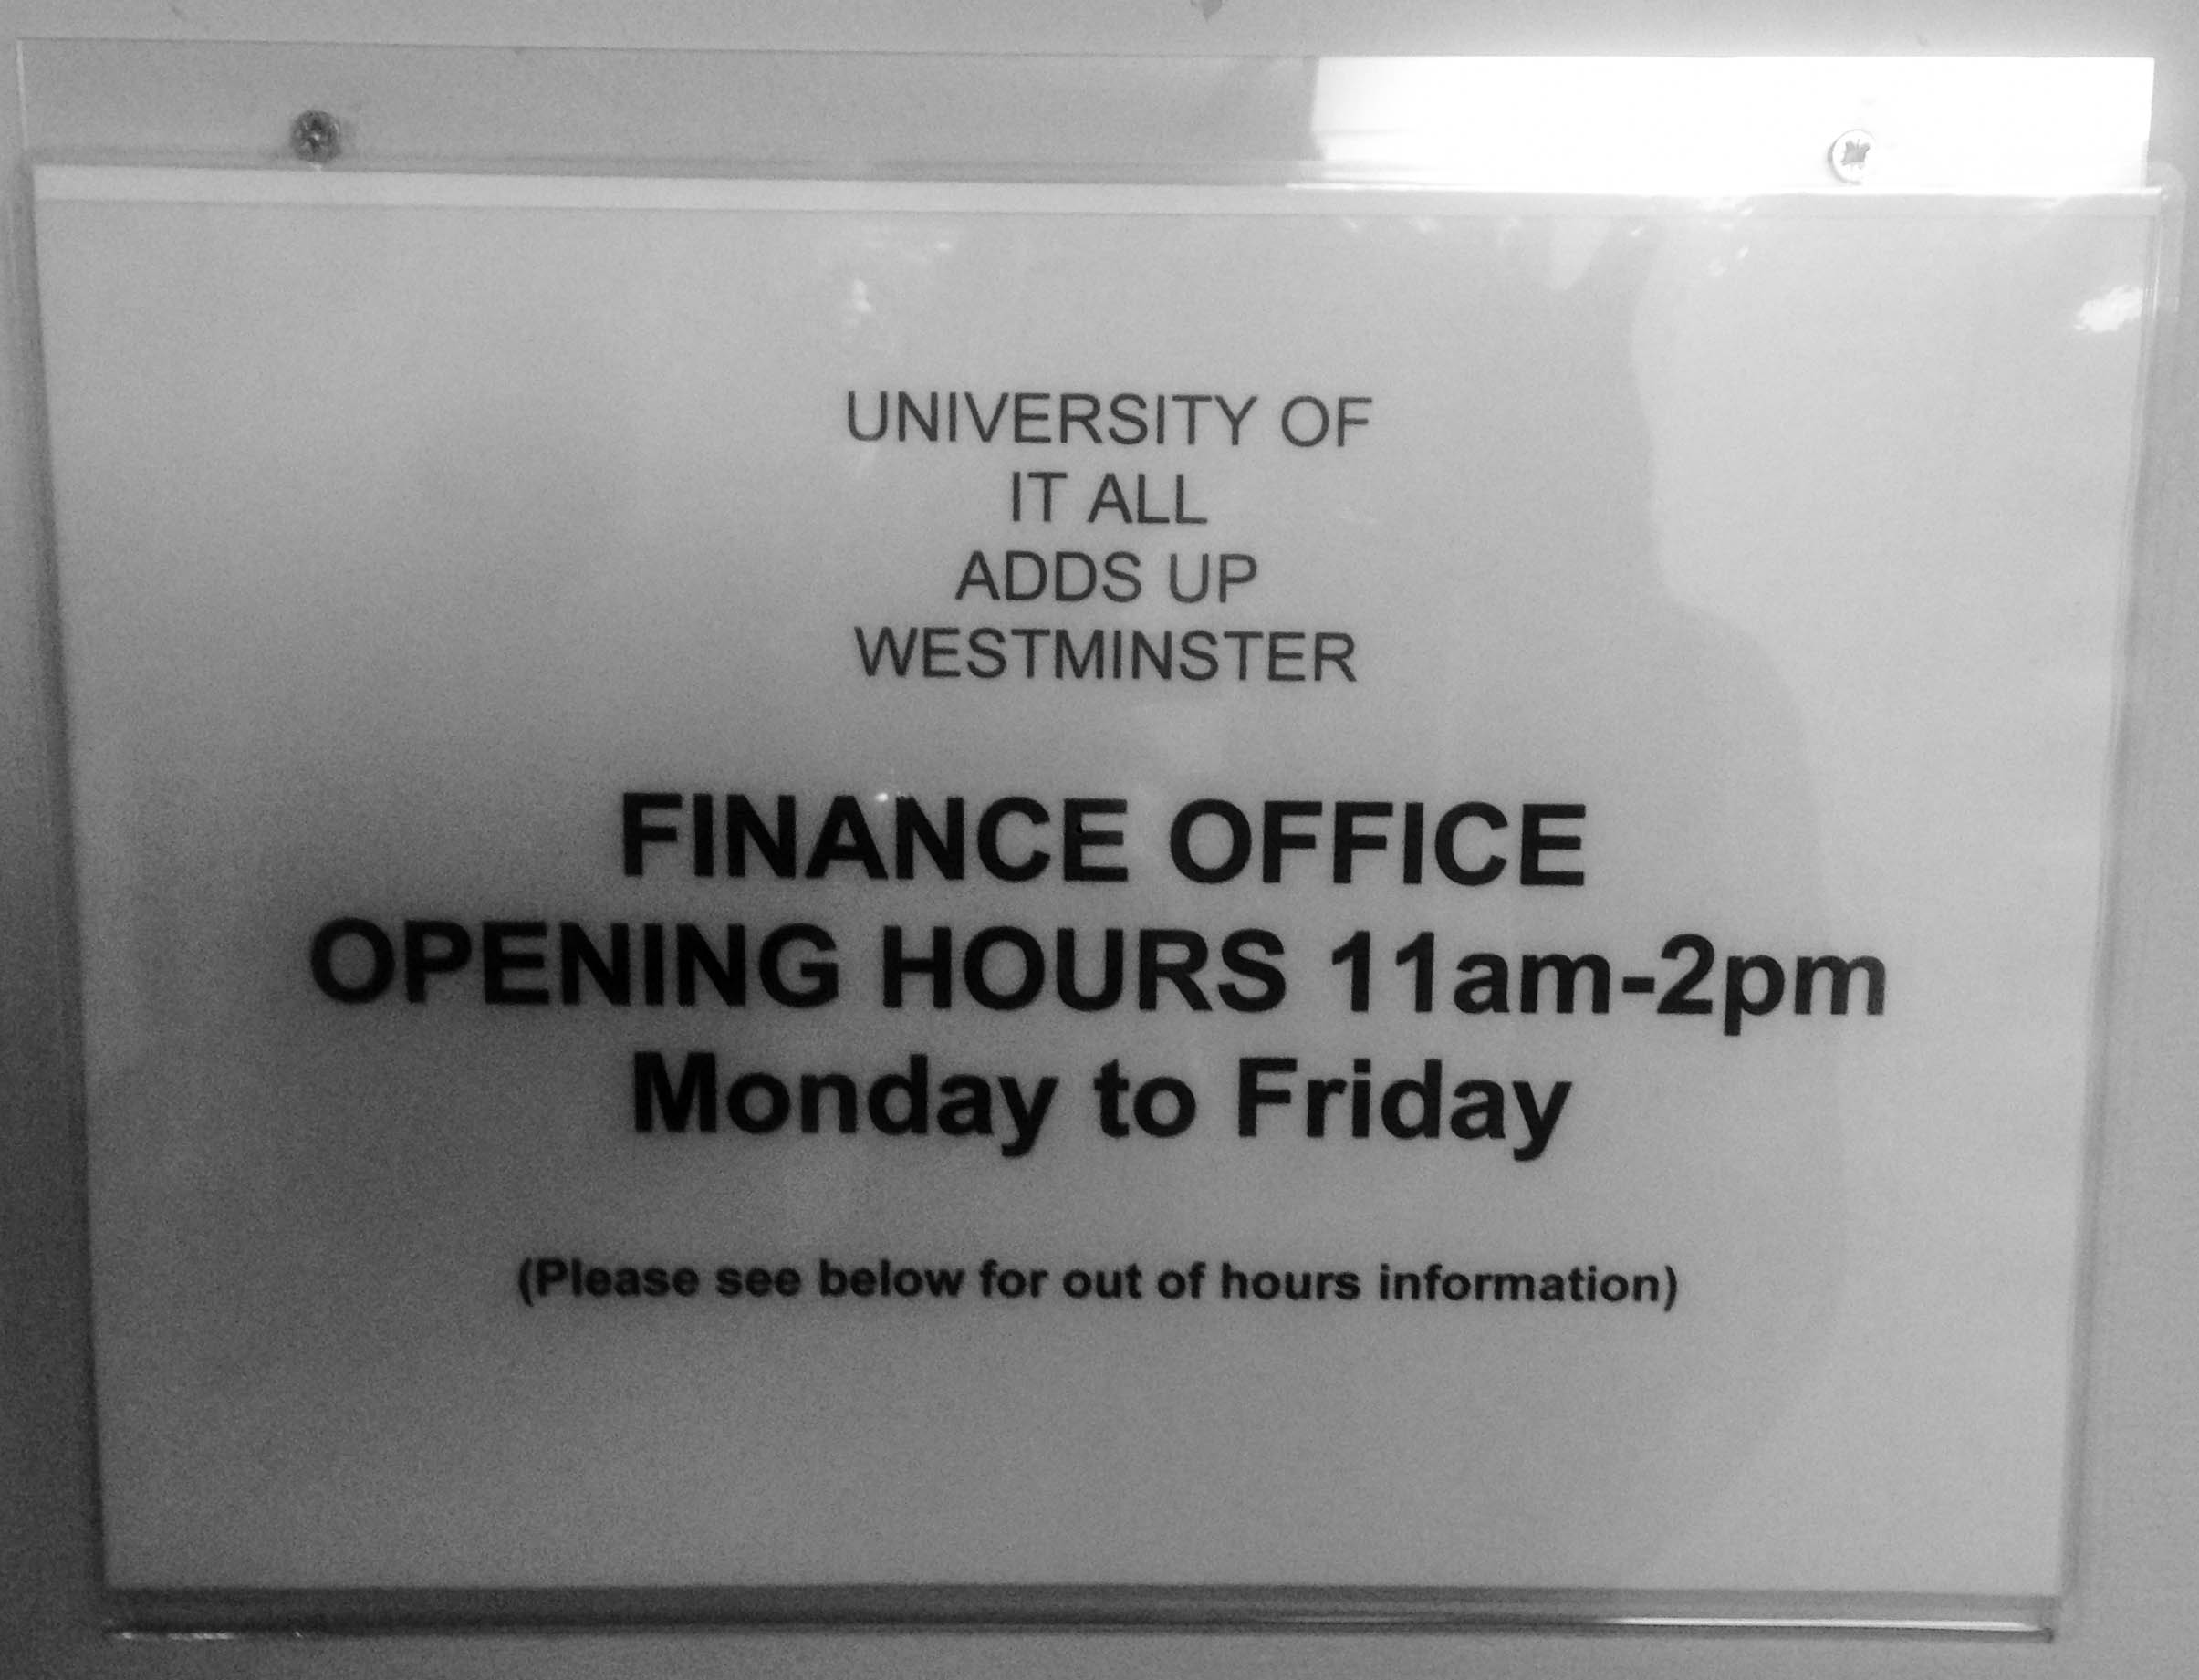 UNIVERSITY OF
IT ALL
ADDS UP
WESTMINSTER
FINANCE OFFICE
OPENING HOURS 11am-2pm
Monday to Friday
(Please see below for out of hours information)